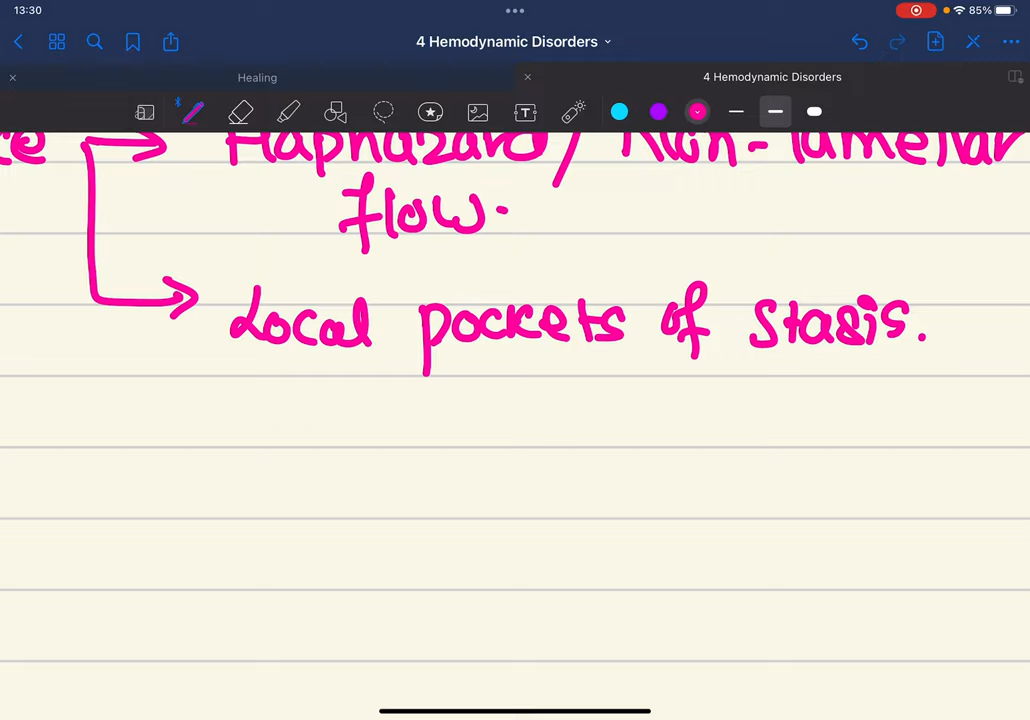 13:30
85%
4 Hemodynamic Disorders
Healing
4 Hemodynamic Disorders
Haphazard / Non-lamellar
Flow.
Local pockets of stasis.